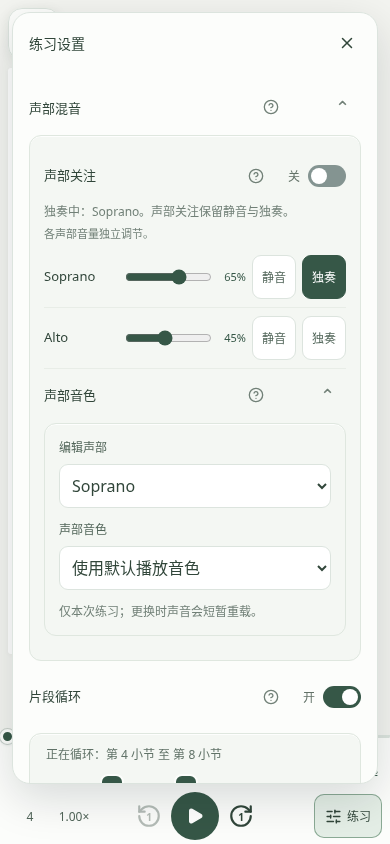 练习设置
声部混音
声部关注
关
独奏中：Soprano。声部关注保留静音与独奏。
各声部音量独立调节。
Soprano 65% 静音 独奏
Alto 45% 静音 独奏
声部音色
编辑声部
Soprano
声部音色
使用默认播放音色
仅本次练习；更换时声音会短暂重载。
片段循环
开
正在循环：第 4 小节 至 第 8 小节
4 1.00× 1 1 练习